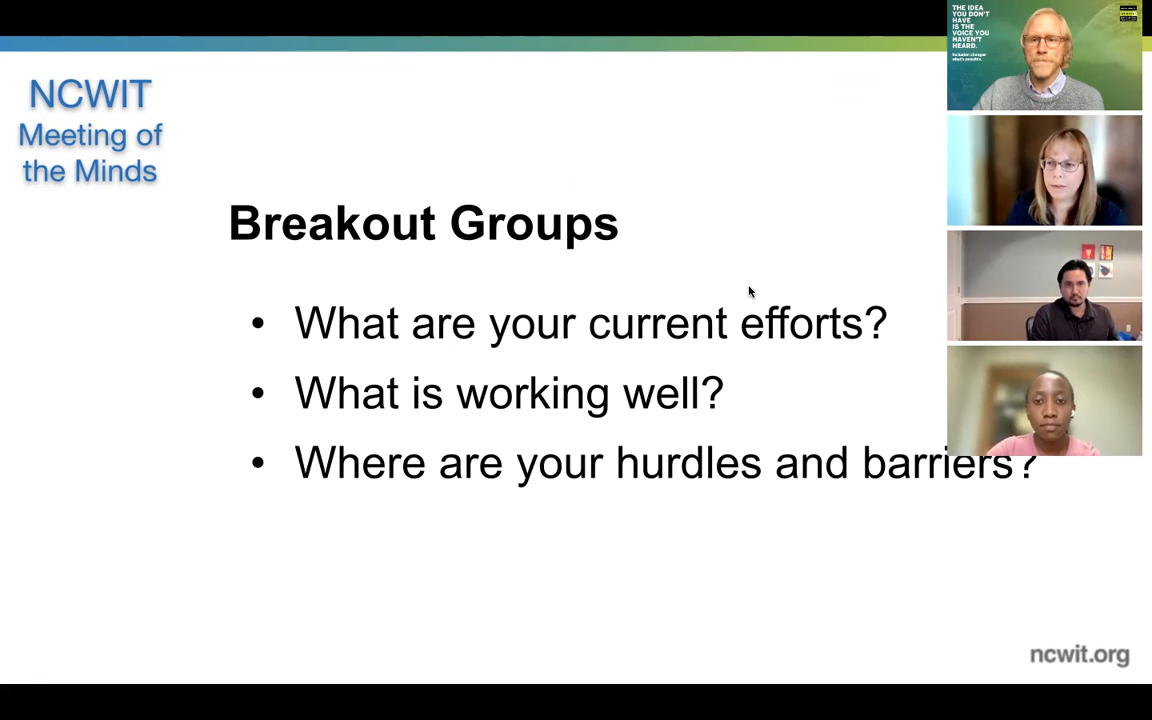 NCWIT
Meeting of
the Minds
Breakout Groups
• What are your current efforts?
• What is working well?
• Where are your hurdles and barriers?
ncwit.org
THE IDEA
YOU DON'T
HAVE
IS THE
VOICE YOU
HAVEN'T
HEARD.
Inclusion changes
what's possible.